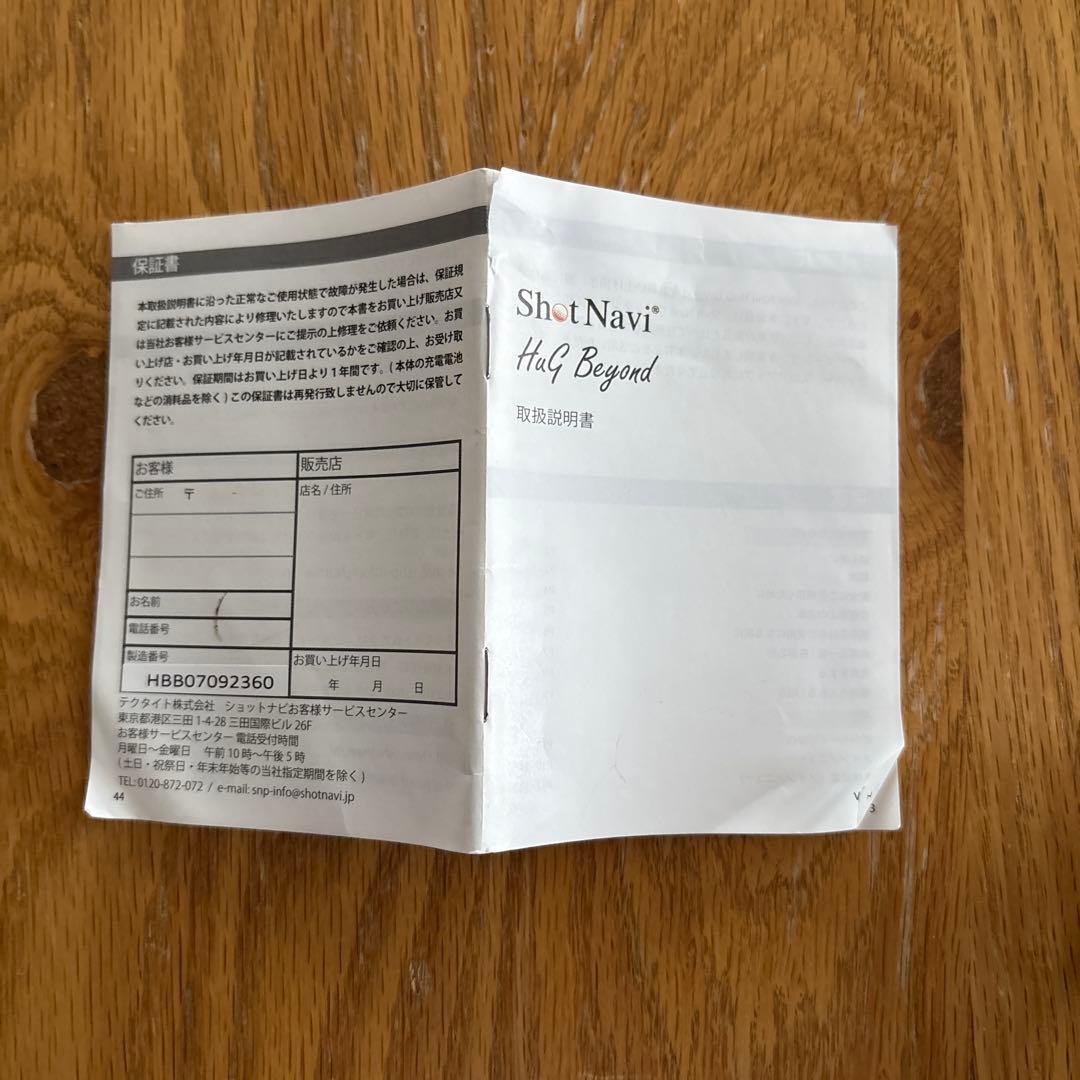 保証書
本取扱説明書に沿った正常なご使用状態で故障が発生した場合は、保証規
定に記載された内容により修理いたしますので本書をお買い上げ販売店又
は当社お客様サービスセンターにご提示の上修理をご依頼ください。お買
い上げ店・お買い上げ年月日が記載されているかをご確認の上、お受け取
りください。保証期間はお買い上げ日より1年間です。(本体の充電電池
などの消耗品を除く)この保証書は再発行致しませんので大切に保管して
ください。
お客様
販売店
ご住所 〒 -
店名/住所
お名前
電話番号
製造番号
HBB07092360
お買い上げ年月日
年 月 日
テクタイト株式会社 ショットナビお客様サービスセンター
東京都港区三田1-4-28 三田国際ビル26F
お客様サービスセンター 電話受付時間
月曜日〜金曜日 午前10時〜午後5時
(土日・祝祭日・年末年始等の当社指定期間を除く)
TEL: 0120-872-072 / e-mail: snp-info@shotnavi.jp
44
Shot Navi®
HuG Beyond
取扱説明書